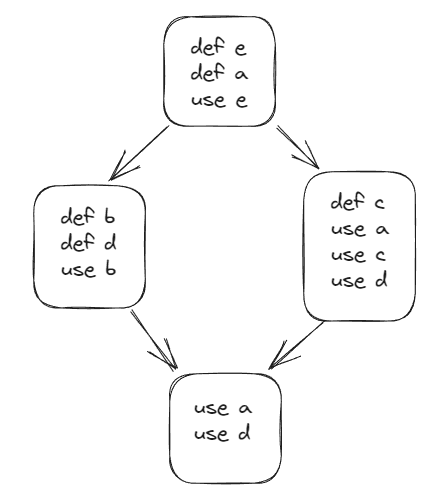 def e
def a
use e
def b
def d
use b
def c
use a
use c
use d
use a
use d